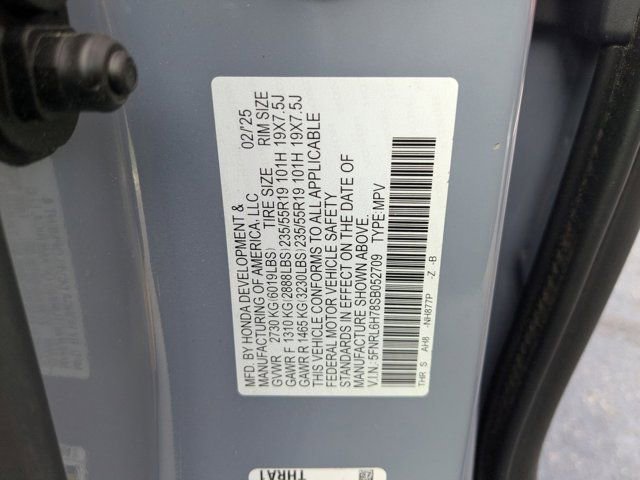 MFD. BY HONDA DEVELOPMENT & 02/'25
MANUFACTURING OF AMERICA, LLC
TIRE SIZE RIM SIZE
GVWR 2730 KG (6019LBS)
GAWR F 1310 KG (2888LBS) 235/55R19 101H 19X7.5J
GAWR R 1465 KG (3230LBS) 235/55R19 101H 19X7.5J
THIS VEHICLE CONFORMS TO ALL APPLICABLE
FEDERAL MOTOR VEHICLE SAFETY
STANDARDS IN EFFECT ON THE DATE OF
MANUFACTURE SHOWN ABOVE.
V.I.N.: 5FNRL6H78SB052709 TYPE:MPV
THR S AH8 -NH877P -Z -B
THRA1